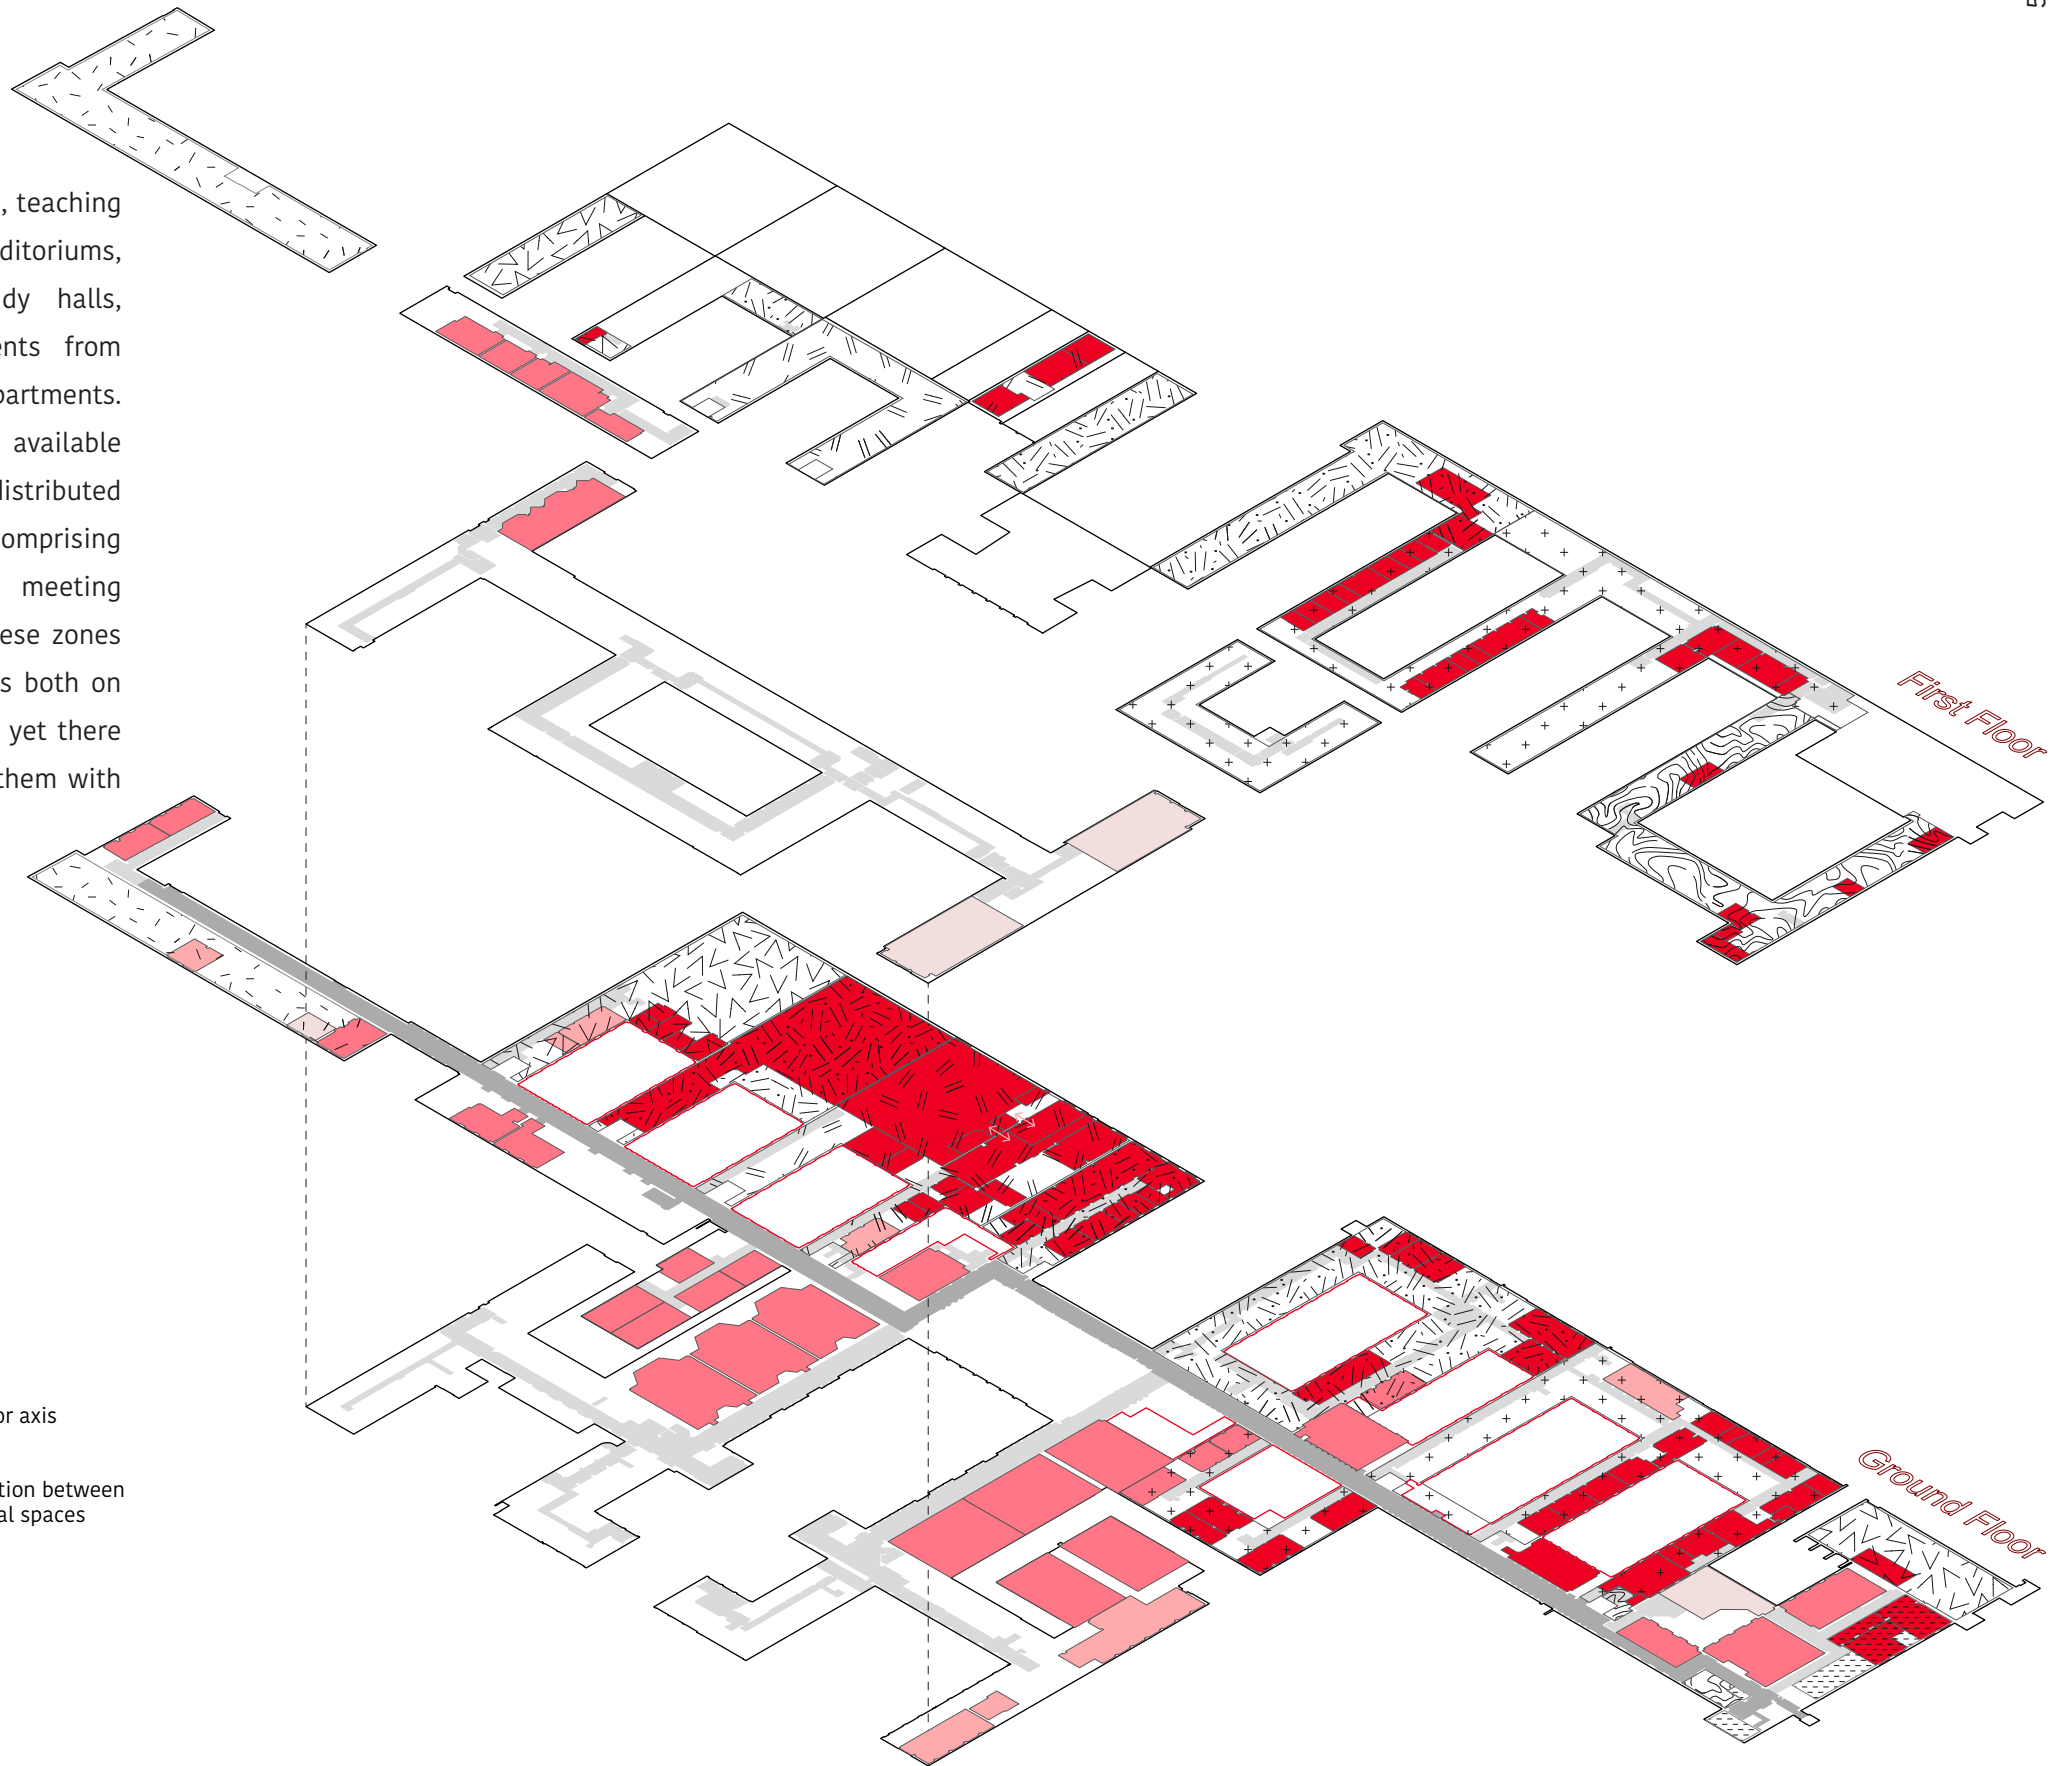 , teaching
ditoriums,
dy halls,
ents from
partments.
available
distributed
omprising
meeting
ese zones
s both on
yet there
them with
First Floor
Ground Floor
or axis
tion between
al spaces